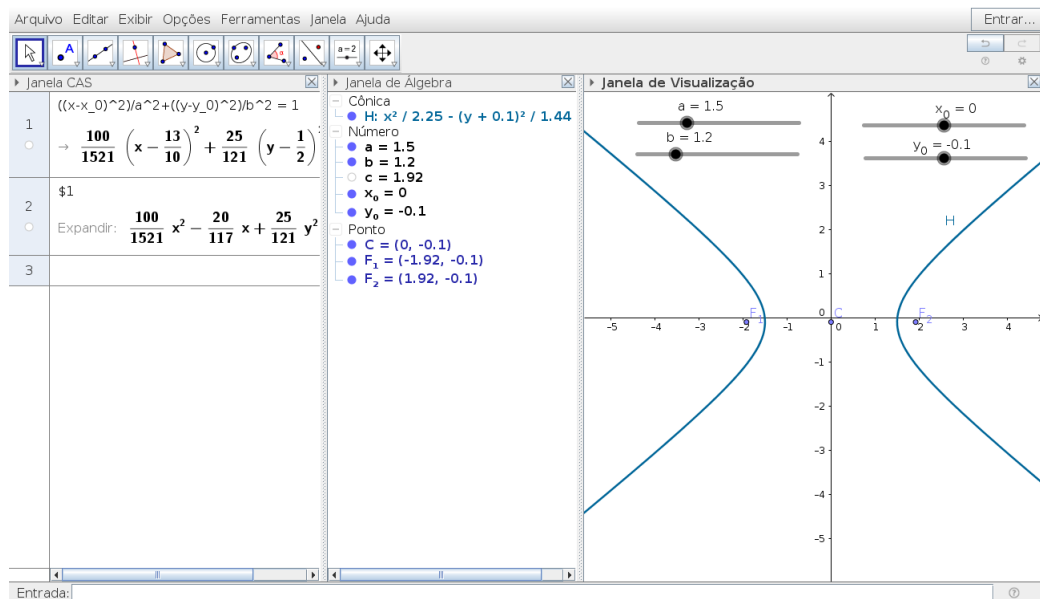 Arquivo Editar Exibir Opções Ferramentas Janela Ajuda
Entrar...
A
a=2
Janela CAS
Janela de Álgebra
Janela de Visualização
1
((x-x_0)^2)/a^2+((y-y_0)^2)/b^2 = 1
→ 100/1521 (x − 13/10)² + 25/121 (y − 1/2)
2
$1
Expandir: 100/1521 x² − 20/117 x + 25/121 y²
3
Cônica
H: x² / 2.25 - (y + 0.1)² / 1.44
Número
a = 1.5
b = 1.2
c = 1.92
x₀ = 0
y₀ = -0.1
Ponto
C = (0, -0.1)
F₁ = (-1.92, -0.1)
F₂ = (1.92, -0.1)
a = 1.5
b = 1.2
x₀ = 0
y₀ = -0.1
4
3
2
1
0
-1
-2
-3
-4
-5
H
F₁
C
F₂
-5 -4 -3 -2 -1 0 1 2 3 4
Entrada: